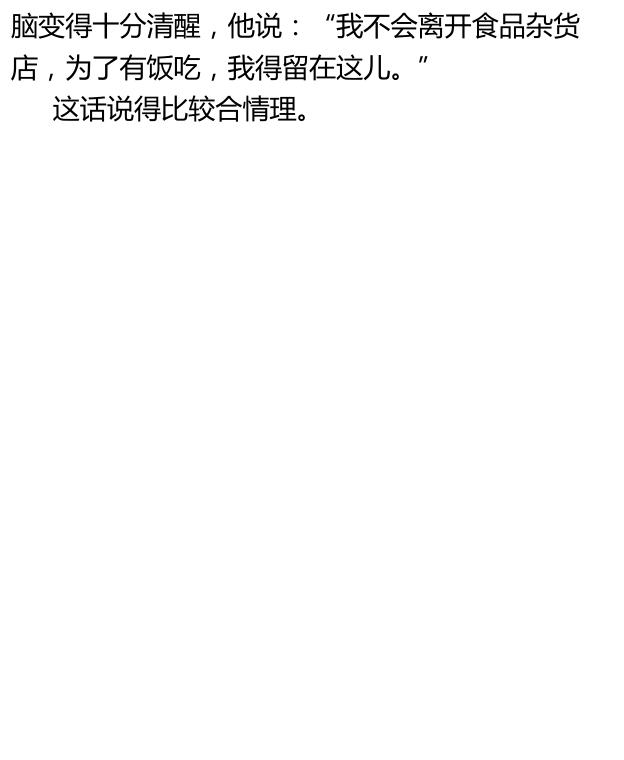 脑变得十分清醒，他说：“我不会离开食品杂货
店，为了有饭吃，我得留在这儿。”
这话说得比较合情理。